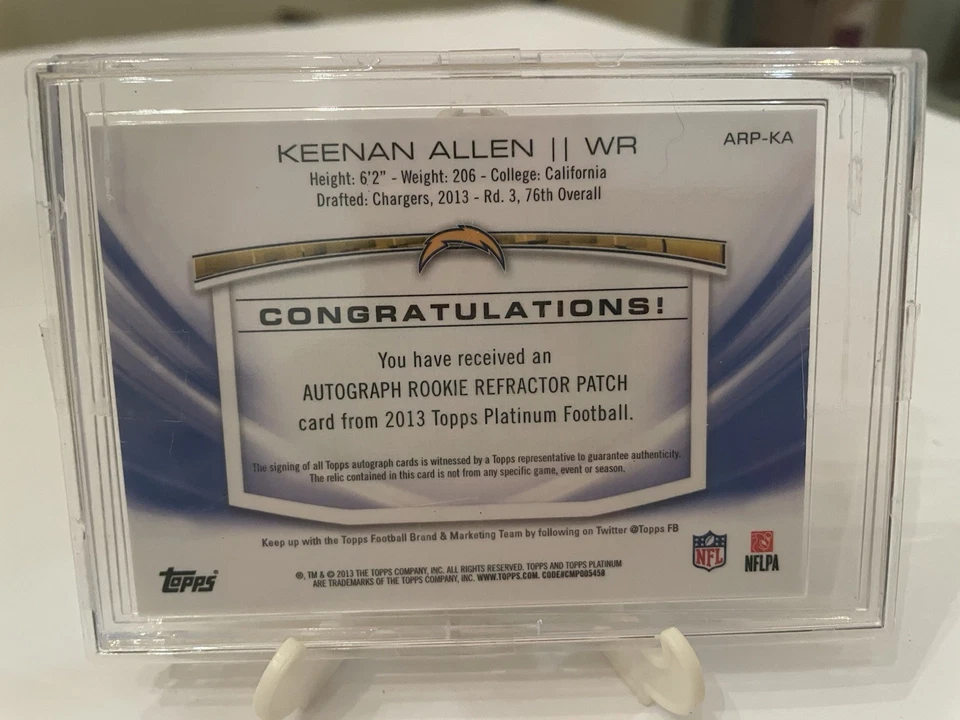 KEENAN ALLEN || WR
ARP-KA
Height: 6'2" - Weight: 206 - College: California
Drafted: Chargers, 2013 - Rd. 3, 76th Overall
CONGRATULATIONS!
You have received an
AUTOGRAPH ROOKIE REFRACTOR PATCH
card from 2013 Topps Platinum Football.
The signing of all Topps autograph cards is witnessed by a Topps representative to guarantee authenticity.
The relic contained in this card is not from any specific game, event or season.
Keep up with the Topps Football Brand & Marketing Team by following on Twitter @Topps FB
NFL
NFLPA
Topps
®, TM & © 2013 THE TOPPS COMPANY, INC. ALL RIGHTS RESERVED. TOPPS AND TOPPS PLATINUM
ARE TRADEMARKS OF THE TOPPS COMPANY, INC. WWW.TOPPS.COM. CODE#CMP005458